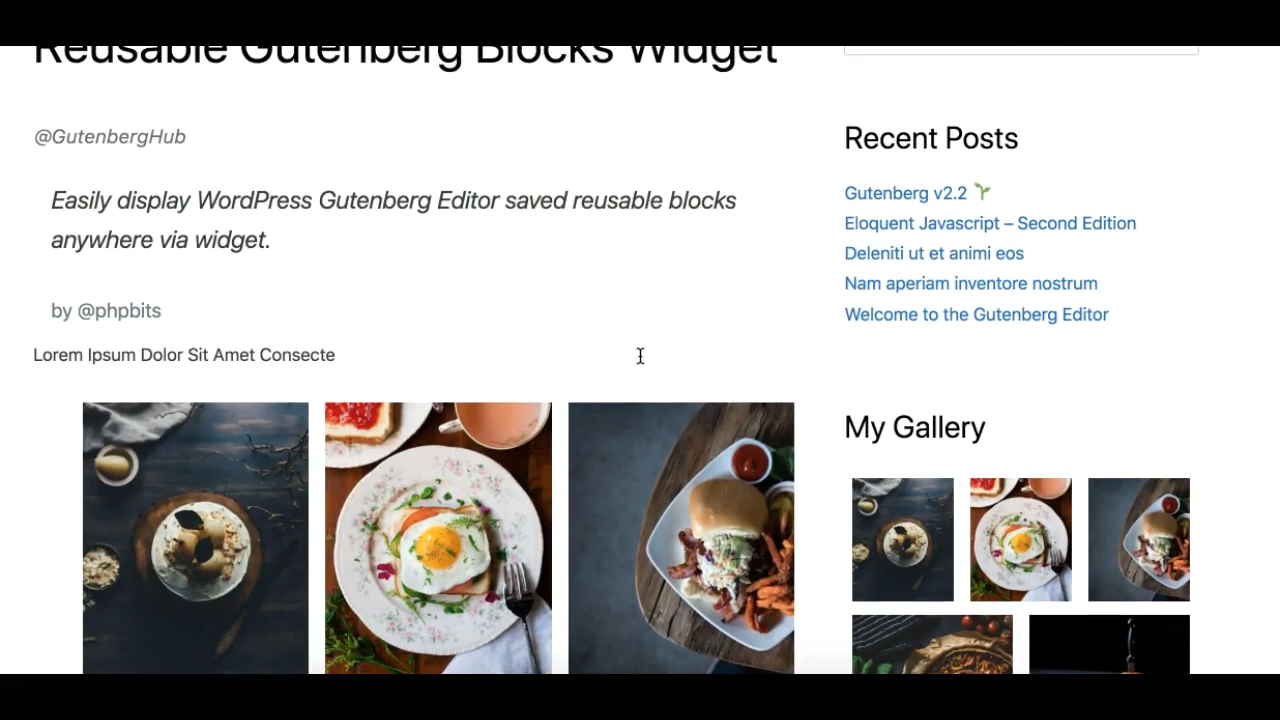 Reusable Gutenberg Blocks Widget
@GutenbergHub
Easily display WordPress Gutenberg Editor saved reusable blocks
anywhere via widget.
by @phpbits
Lorem Ipsum Dolor Sit Amet Consecte
Recent Posts
Gutenberg v2.2 🌱
Eloquent Javascript – Second Edition
Deleniti ut et animi eos
Nam aperiam inventore nostrum
Welcome to the Gutenberg Editor
My Gallery